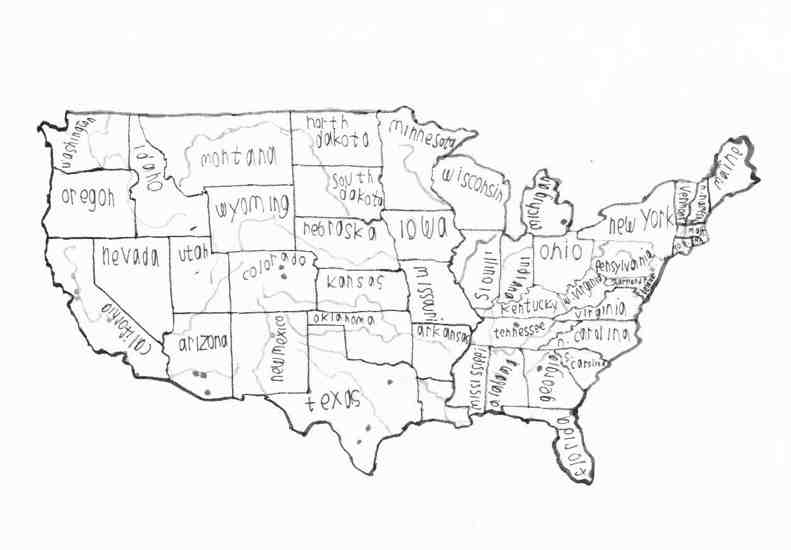 washington
idaho
montana
north
dakota
minnesota
oregon
wyoming
south
dakota
wisconsin
michigan
maine
vermont
new york
nevada
utah
colorado
nebraska
iowa
illinois
indiana
ohio
pensylvania
california
kansas
missouri
kentucky
w. virginia
virginia
arizona
new mexico
oklahoma
arkansas
tennessee
n. carolina
s. carolina
texas
mississippi
georgia
florida